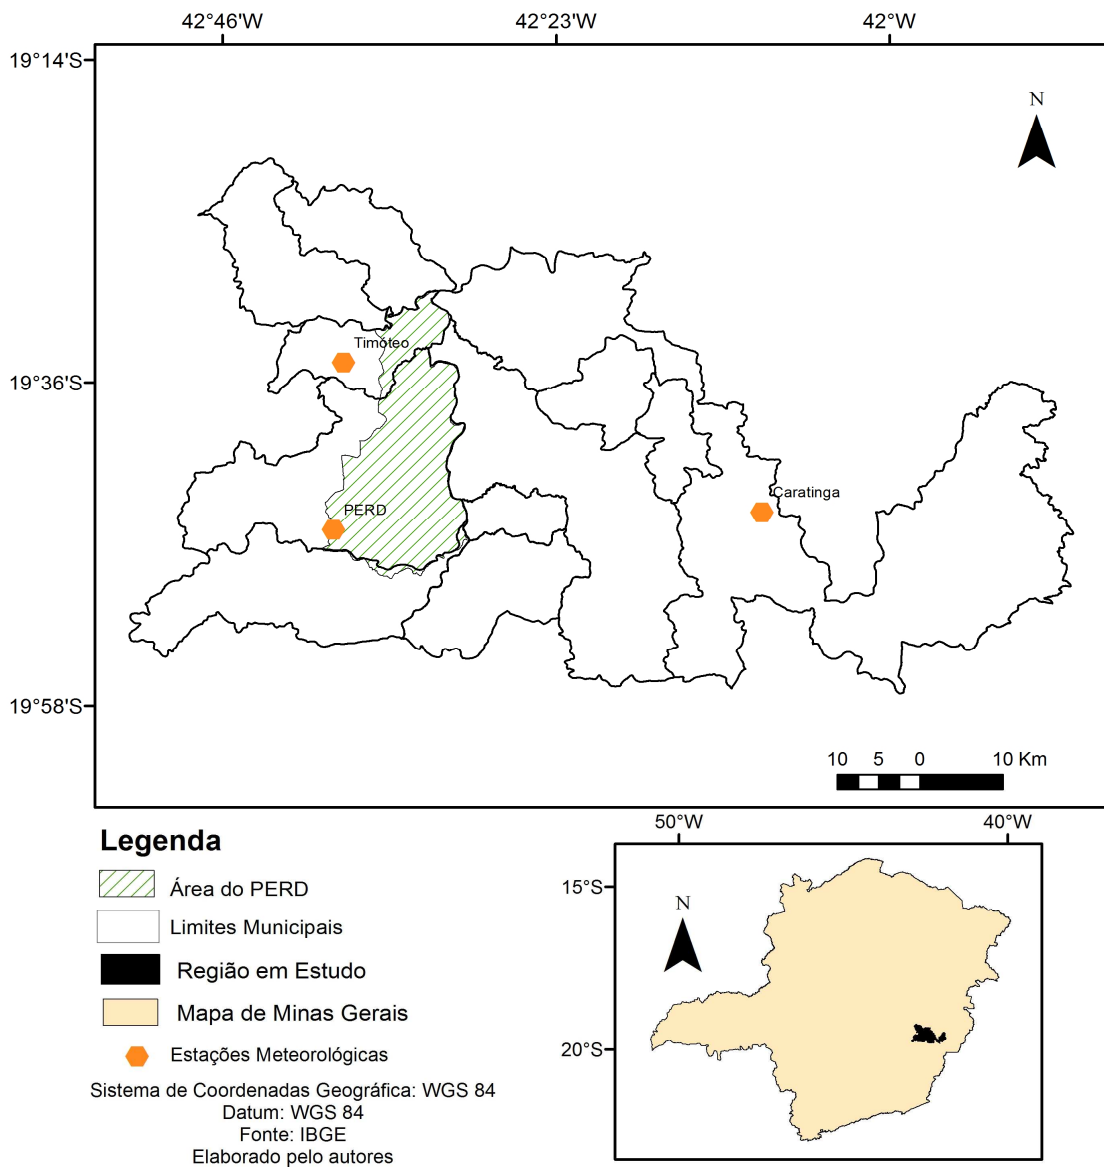 42°46'W 42°23'W 42°W
19°14'S
N
Timóteo
19°36'S
Caratinga
PERD
19°58'S
10 5 0 10 Km
Legenda
Área do PERD
Limites Municipais
Região em Estudo
Mapa de Minas Gerais
Estações Meteorológicas
Sistema de Coordenadas Geográfica: WGS 84
Datum: WGS 84
Fonte: IBGE
Elaborado pelo autores
50°W 40°W
15°S
N
20°S